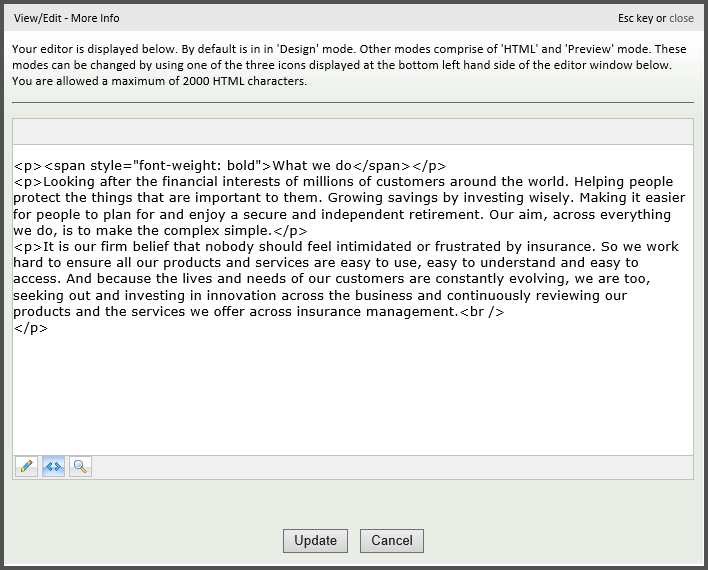 View/Edit - More Info
Esc key or close
Your editor is displayed below. By default is in in 'Design' mode. Other modes comprise of 'HTML' and 'Preview' mode. These
modes can be changed by using one of the three icons displayed at the bottom left hand side of the editor window below.
You are allowed a maximum of 2000 HTML characters.
<p><span style="font-weight: bold">What we do</span></p>
<p>Looking after the financial interests of millions of customers around the world. Helping people
protect the things that are important to them. Growing savings by investing wisely. Making it easier
for people to plan for and enjoy a secure and independent retirement. Our aim, across everything
we do, is to make the complex simple.</p>
<p>It is our firm belief that nobody should feel intimidated or frustrated by insurance. So we work
hard to ensure all our products and services are easy to use, easy to understand and easy to
access. And because the lives and needs of our customers are constantly evolving, we are too,
seeking out and investing in innovation across the business and continuously reviewing our
products and the services we offer across insurance management.<br />
</p>
Update
Cancel